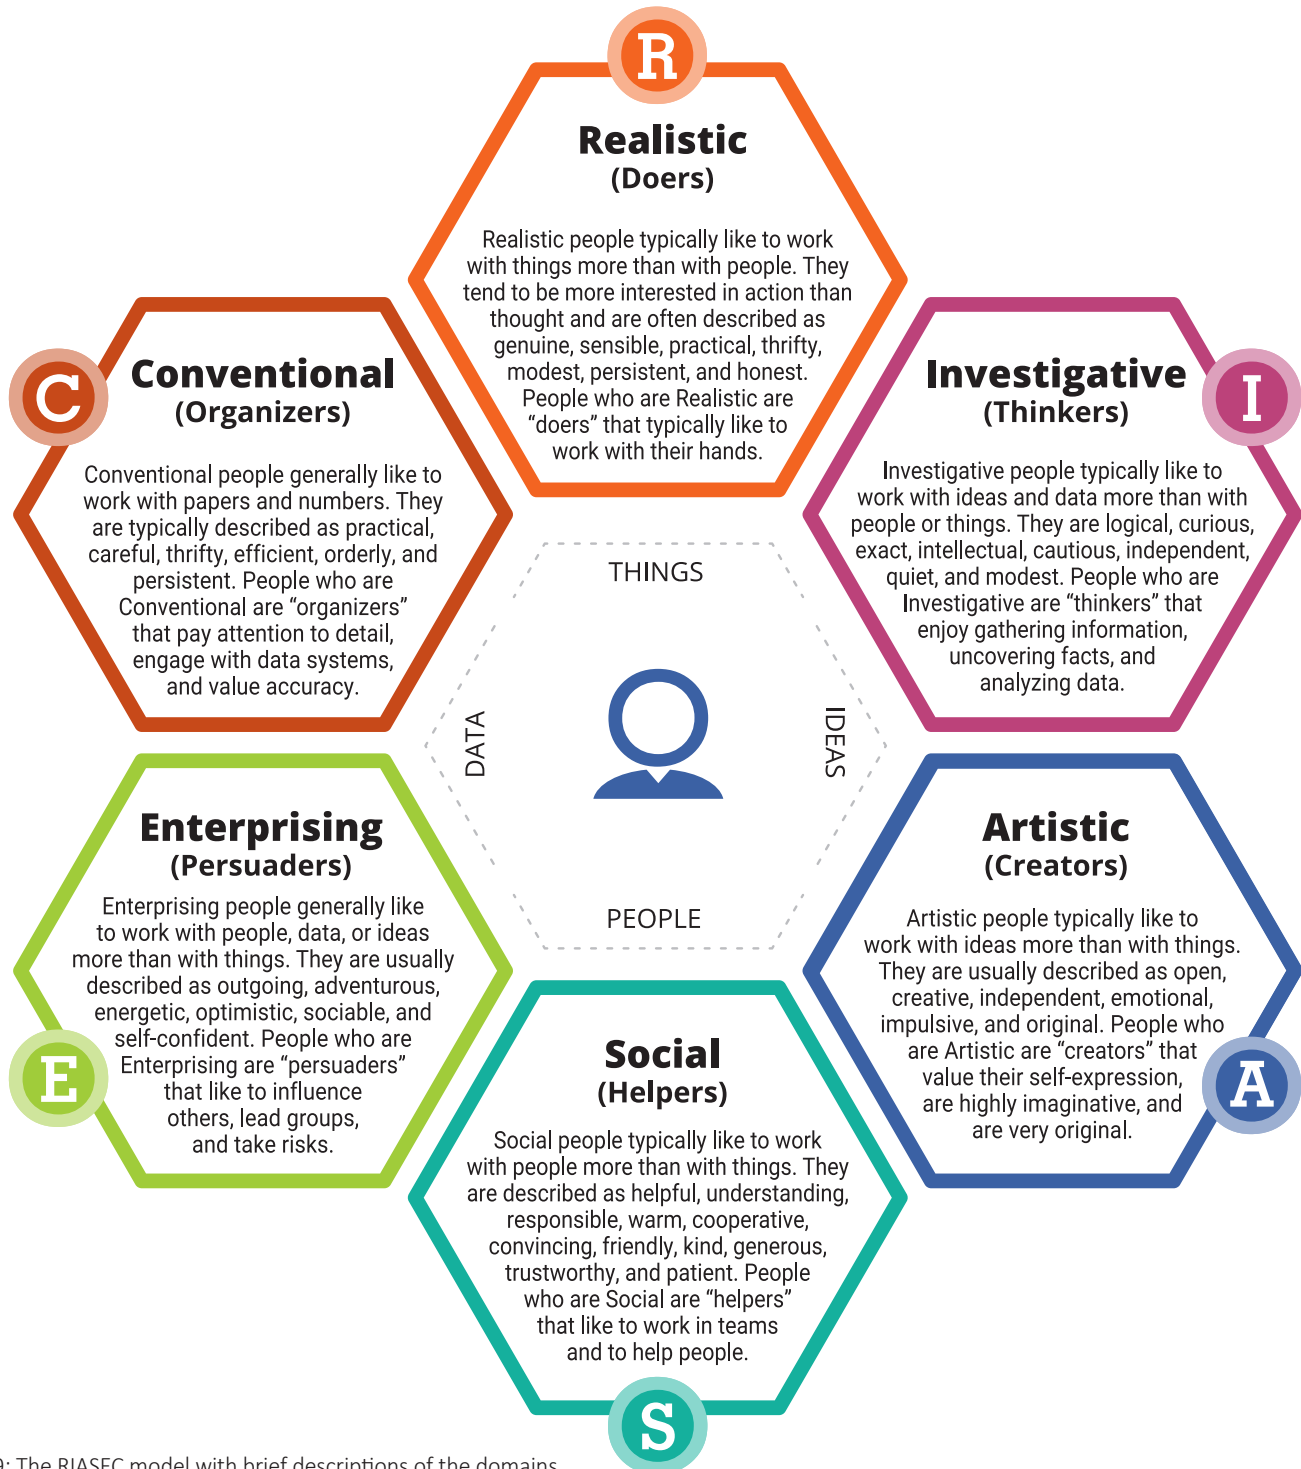 R
Realistic
(Doers)
Realistic people typically like to work
with things more than with people. They
tend to be more interested in action than
thought and are often described as
genuine, sensible, practical, thrifty,
modest, persistent, and honest.
People who are Realistic are
“doers” that typically like to
work with their hands.
I
Investigative
(Thinkers)
Investigative people typically like to
work with ideas and data more than with
people or things. They are logical, curious,
exact, intellectual, cautious, independent,
quiet, and modest. People who are
Investigative are “thinkers” that
enjoy gathering information,
uncovering facts, and
analyzing data.
A
Artistic
(Creators)
Artistic people typically like to
work with ideas more than with things.
They are usually described as open,
creative, independent, emotional,
impulsive, and original. People who
are Artistic are “creators” that
value their self-expression,
are highly imaginative, and
are very original.
S
Social
(Helpers)
Social people typically like to work
with people more than with things. They
are described as helpful, understanding,
responsible, warm, cooperative,
convincing, friendly, kind, generous,
trustworthy, and patient. People
who are Social are “helpers”
that like to work in teams
and to help people.
E
Enterprising
(Persuaders)
Enterprising people generally like
to work with people, data, or ideas
more than with things. They are usually
described as outgoing, adventurous,
energetic, optimistic, sociable, and
self-confident. People who are
Enterprising are “persuaders”
that like to influence
others, lead groups,
and take risks.
C
Conventional
(Organizers)
Conventional people generally like to
work with papers and numbers. They
are typically described as practical,
careful, thrifty, efficient, orderly, and
persistent. People who are
Conventional are “organizers”
that pay attention to detail,
engage with data systems,
and value accuracy.
THINGS
IDEAS
PEOPLE
DATA
: The RIASEC model with brief descriptions of the domains